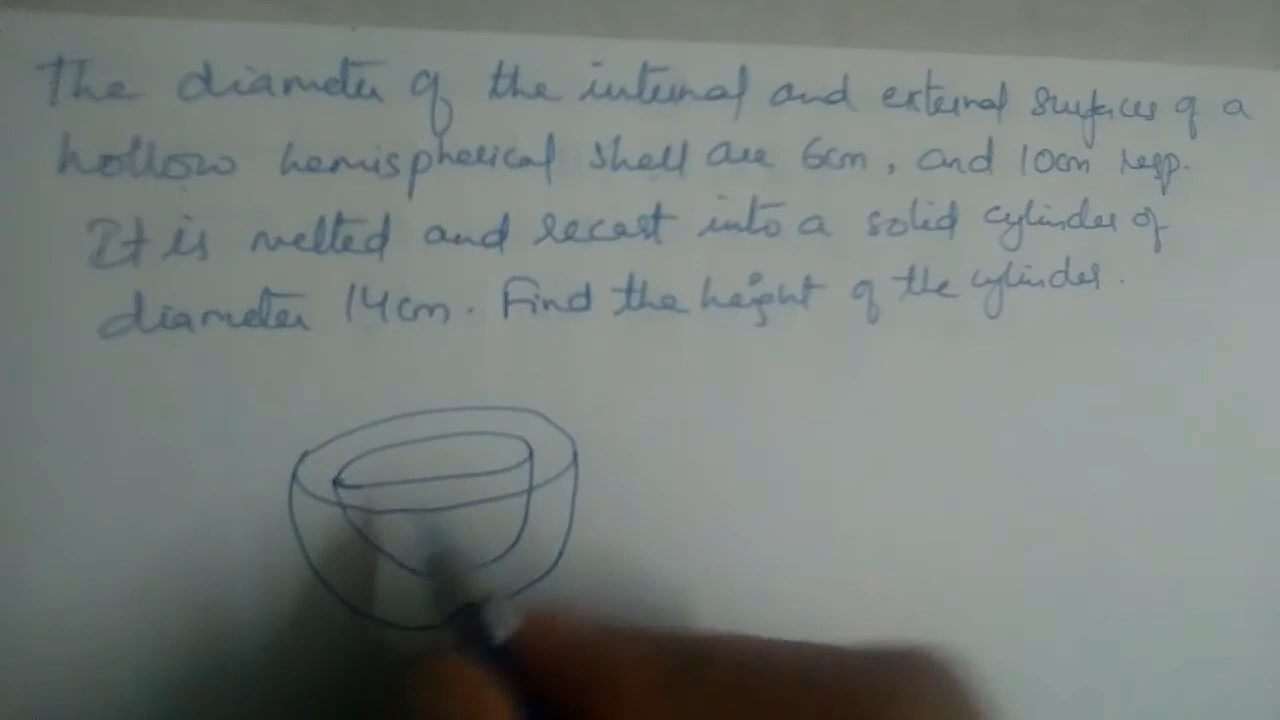 The diameter of the internal and external surfaces of a
hollow hemispherical shell are 6cm, and 10cm resp.
It is melted and recast into a solid cylinder of
diameter 14cm. Find the height of the cylinder.